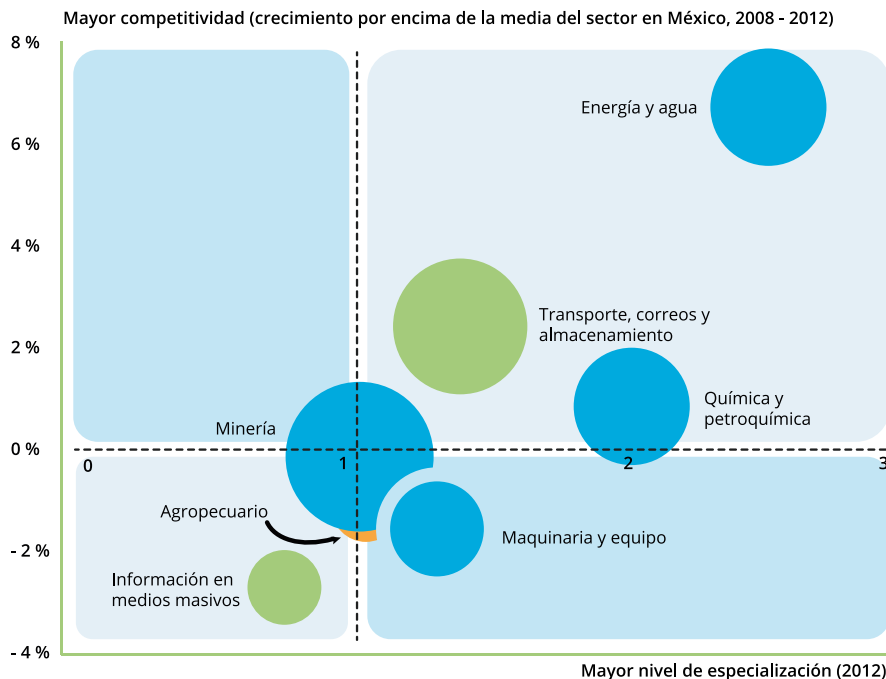 Mayor competitividad (crecimiento por encima de la media del sector en México, 2008 - 2012)
8 %
Energía y agua
6 %
4 %
Transporte, correos y
almacenamiento
2 %
Química y
petroquímica
Minería
0 %
0
1
2
3
Agropecuario
Maquinaria y equipo
- 2 %
Información en
medios masivos
- 4 %
Mayor nivel de especialización (2012)